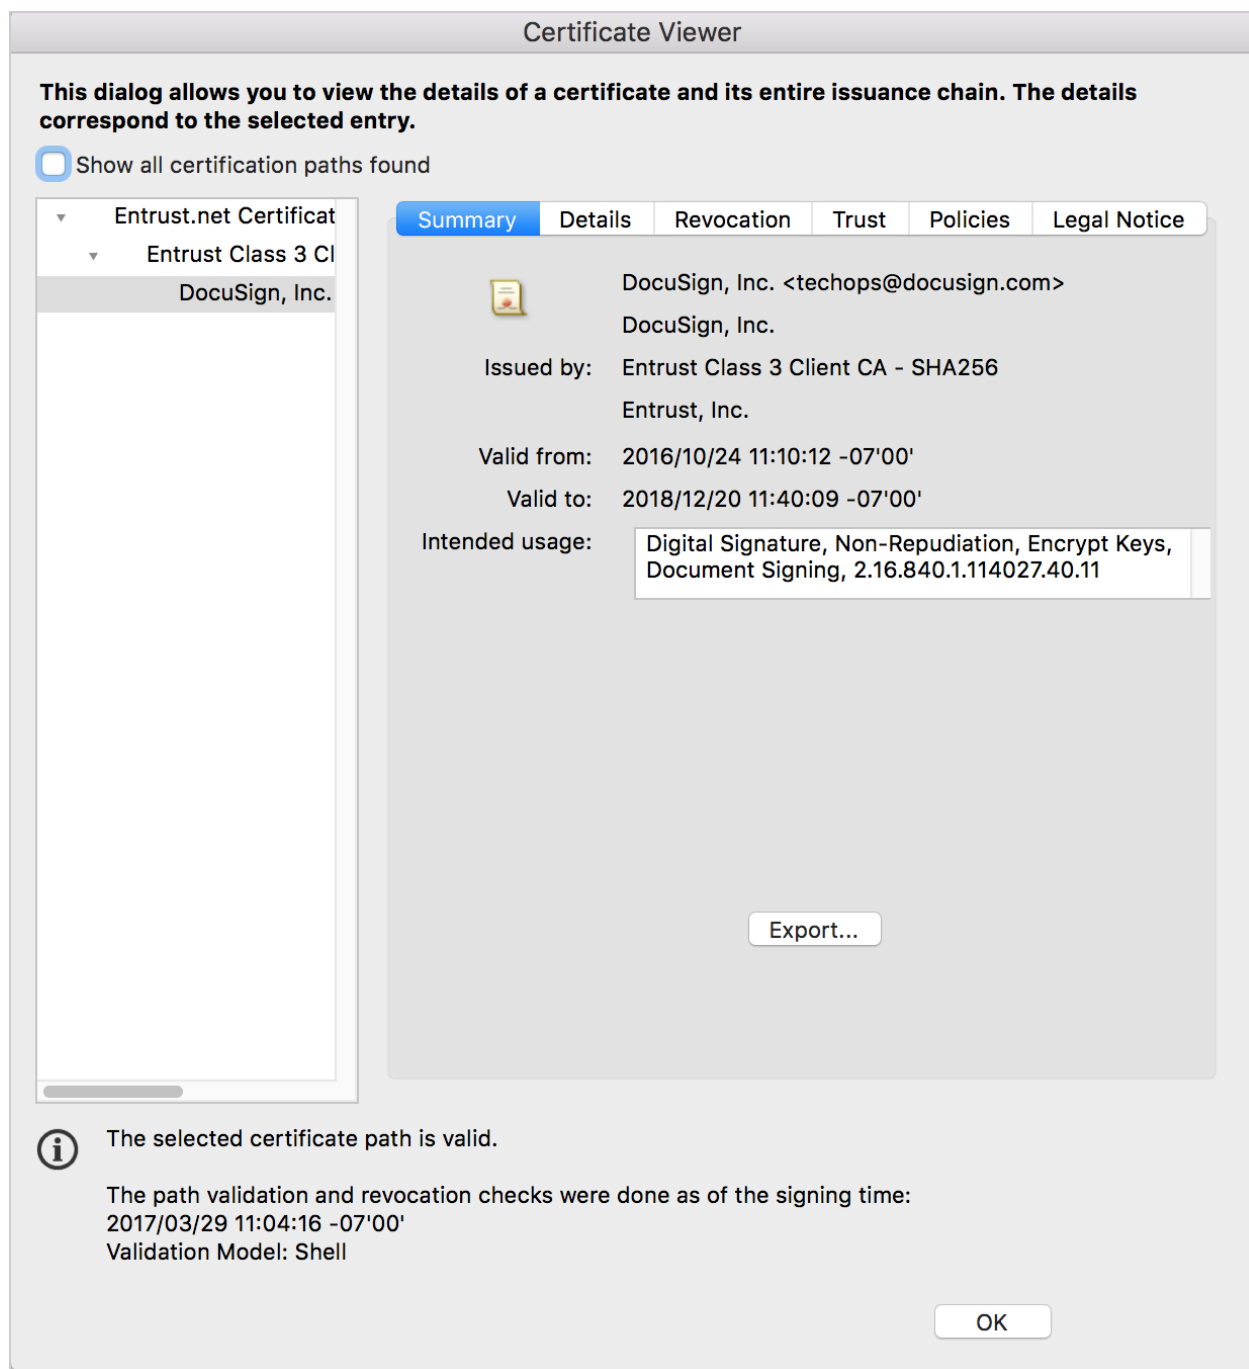 Certificate Viewer
This dialog allows you to view the details of a certificate and its entire issuance chain. The details
correspond to the selected entry.
Show all certification paths found
Entrust.net Certificat
Entrust Class 3 Cl
DocuSign, Inc.
Summary Details Revocation Trust Policies Legal Notice
DocuSign, Inc. <techops@docusign.com>
DocuSign, Inc.
Issued by: Entrust Class 3 Client CA - SHA256
Entrust, Inc.
Valid from: 2016/10/24 11:10:12 -07'00'
Valid to: 2018/12/20 11:40:09 -07'00'
Intended usage: Digital Signature, Non-Repudiation, Encrypt Keys,
Document Signing, 2.16.840.1.114027.40.11
Export...
The selected certificate path is valid.
The path validation and revocation checks were done as of the signing time:
2017/03/29 11:04:16 -07'00'
Validation Model: Shell
OK